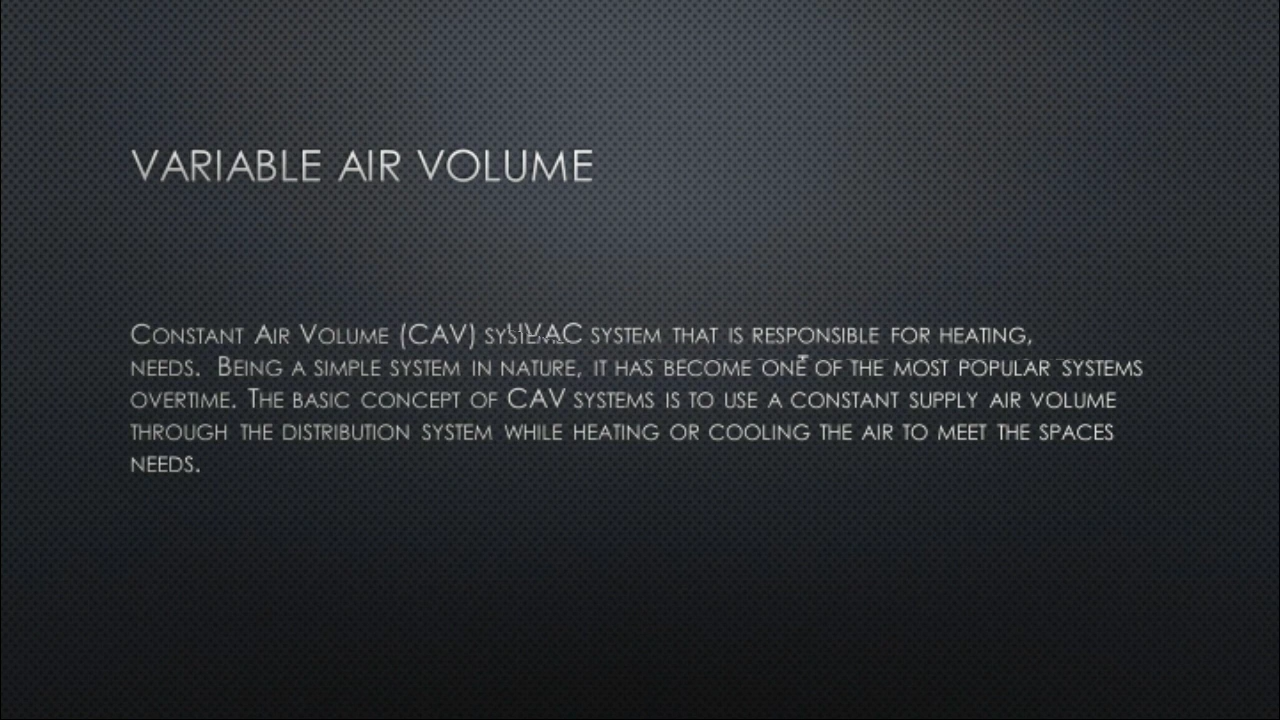 VARIABLE AIR VOLUME
CONSTANT AIR VOLUME (CAV) HVAC SYSTEM THAT IS RESPONSIBLE FOR HEATING,
NEEDS. BEING A SIMPLE SYSTEM IN NATURE, IT HAS BECOME ONE OF THE MOST POPULAR SYSTEMS
OVERTIME. THE BASIC CONCEPT OF CAV SYSTEMS IS TO USE A CONSTANT SUPPLY AIR VOLUME
THROUGH THE DISTRIBUTION SYSTEM WHILE HEATING OR COOLING THE AIR TO MEET THE SPACES
NEEDS.